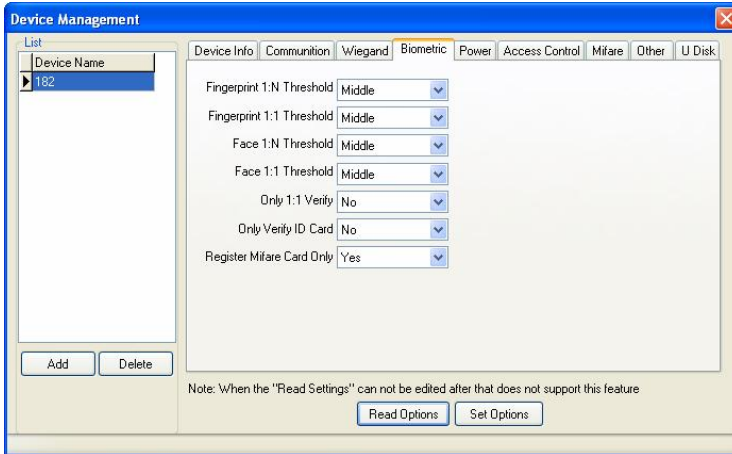 Device Management
List
Device Name
182
Device Info Communition Wiegand Biometric Power Access Control Mifare Other U Disk
Fingerprint 1:N Threshold Middle
Fingerprint 1:1 Threshold Middle
Face 1:N Threshold Middle
Face 1:1 Threshold Middle
Only 1:1 Verify No
Only Verify ID Card No
Register Mifare Card Only Yes
Add Delete
Note: When the "Read Settings" can not be edited after that does not support this feature
Read Options Set Options